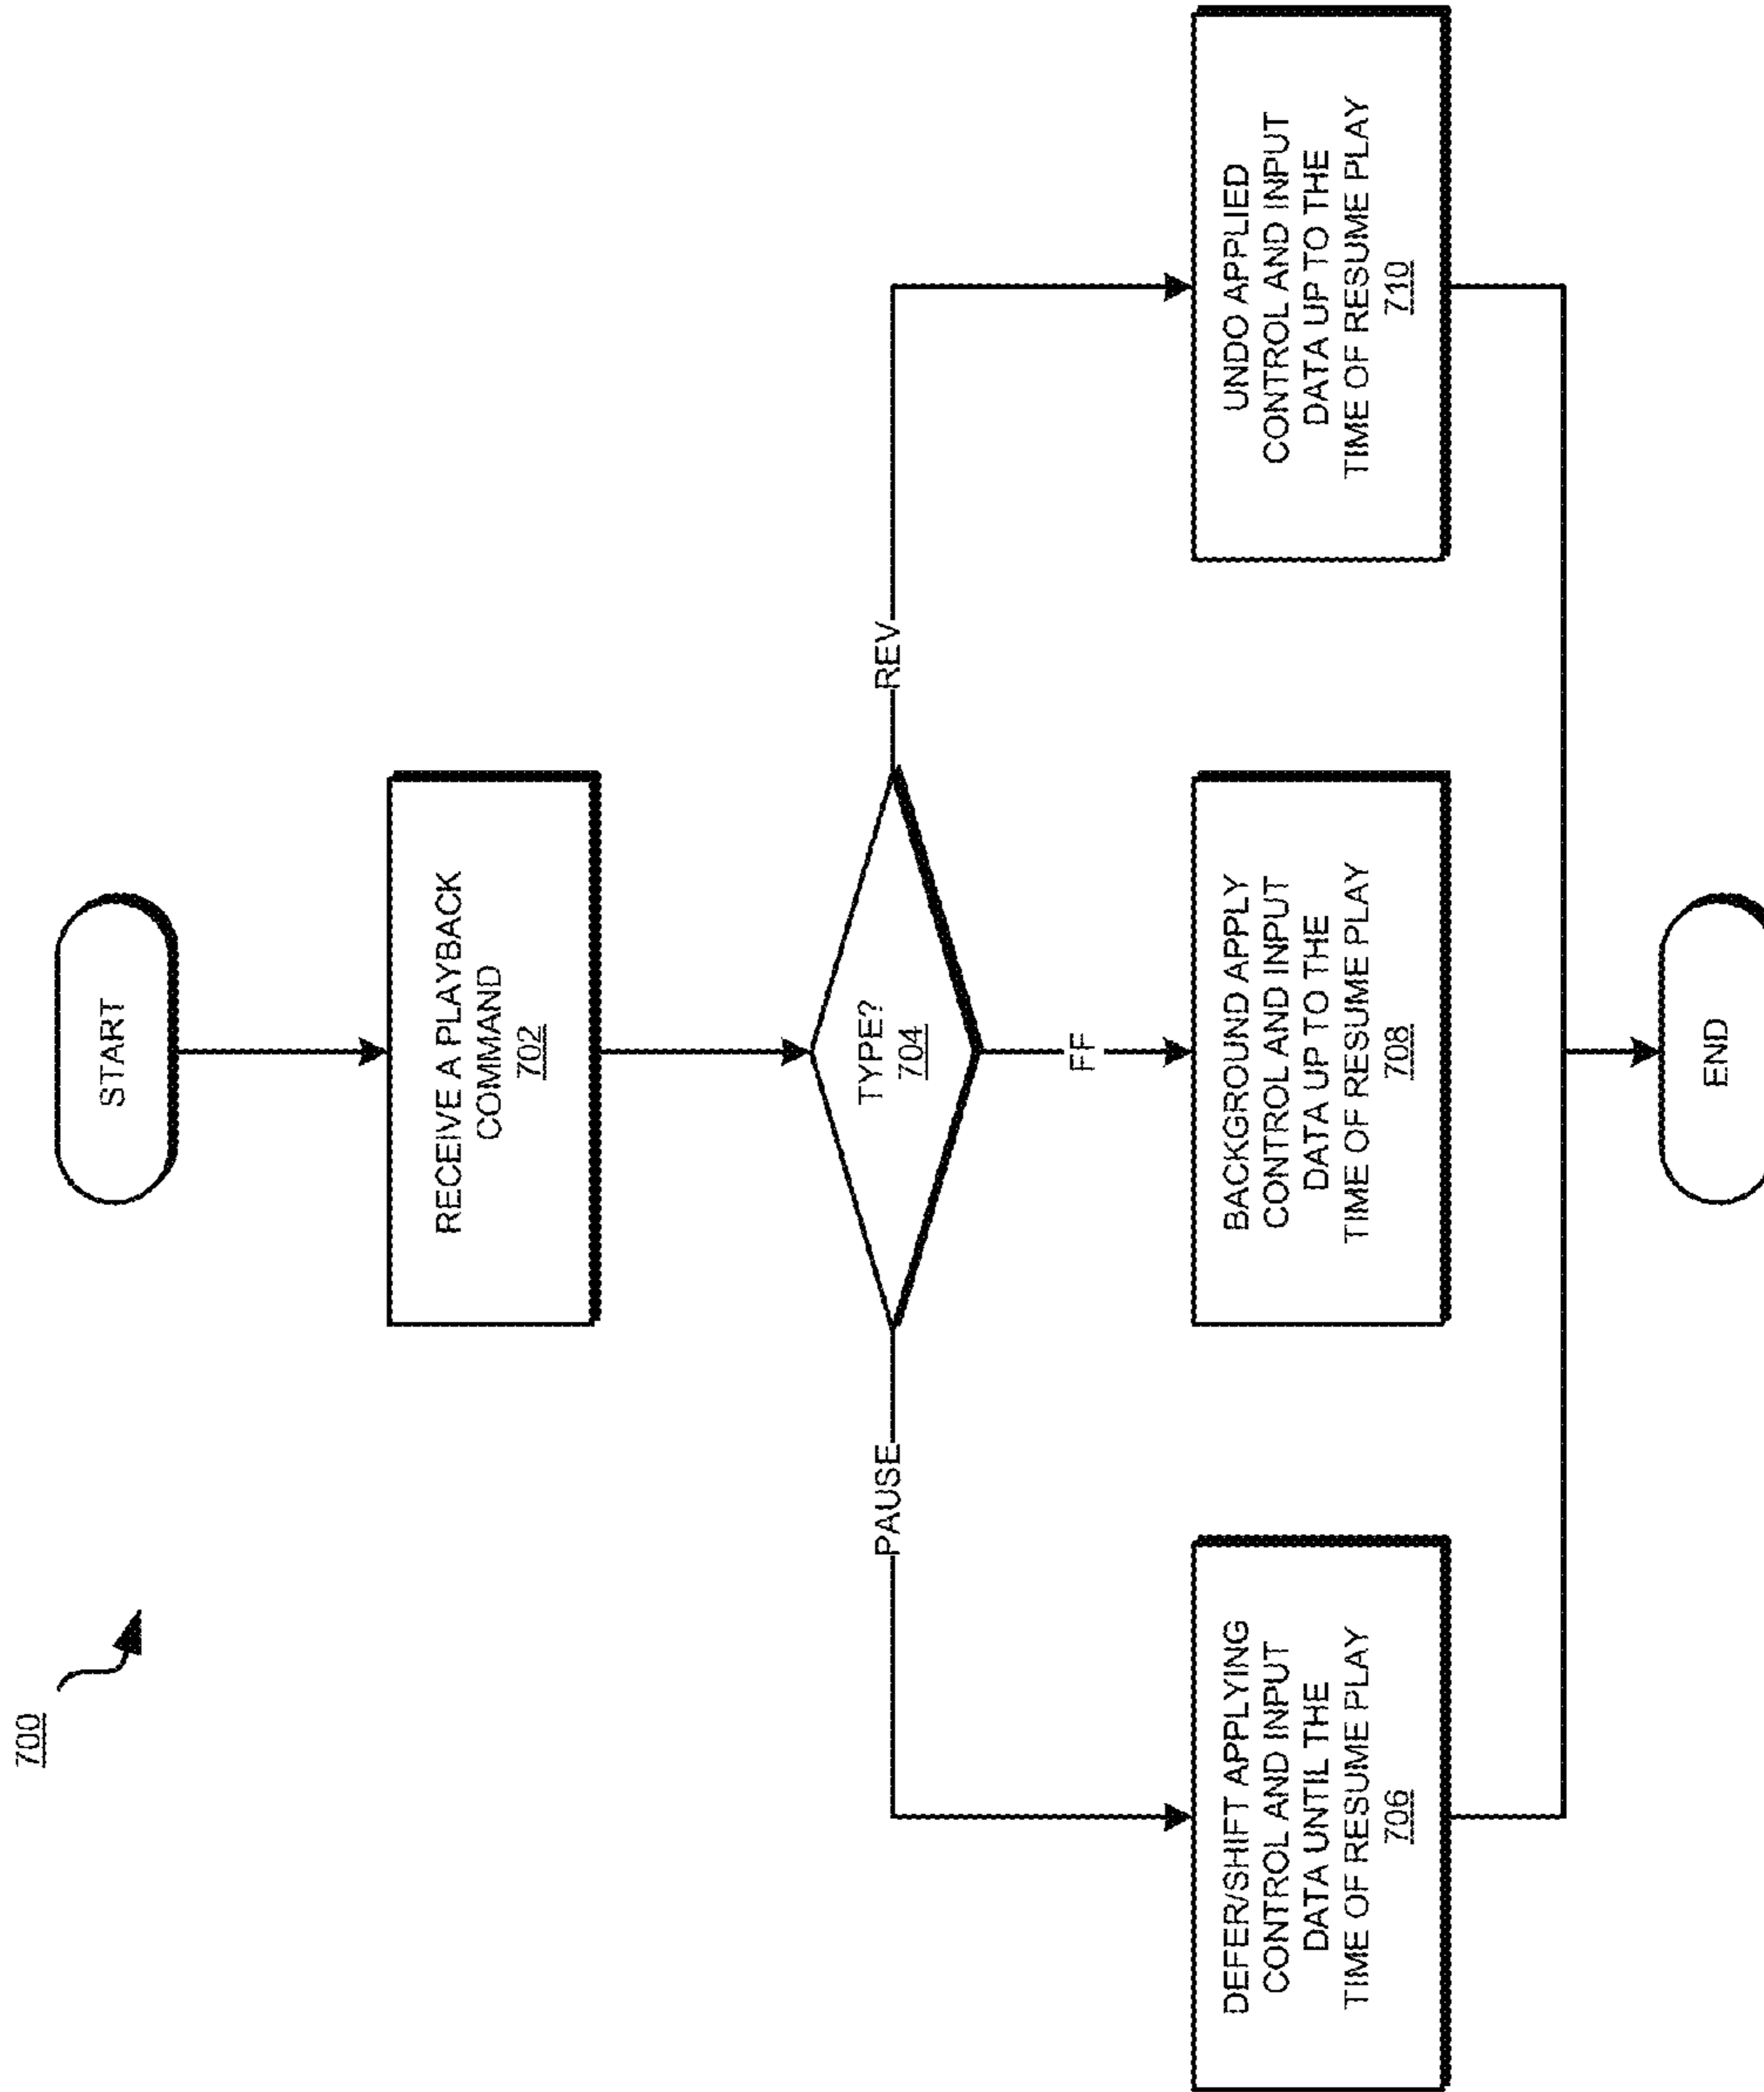 700
START
RECEIVE A PLAYBACK
COMMAND
702
TYPE?
704
PAUSE
FF
REV
DEFER/SHIFT APPLYING
CONTROL AND INPUT
DATA UNTIL THE
TIME OF RESUME PLAY
706
BACKGROUND APPLY
CONTROL AND INPUT
DATA UP TO THE
TIME OF RESUME PLAY
708
UNDO APPLIED
CONTROL AND INPUT
DATA UP TO THE
TIME OF RESUME PLAY
710
END